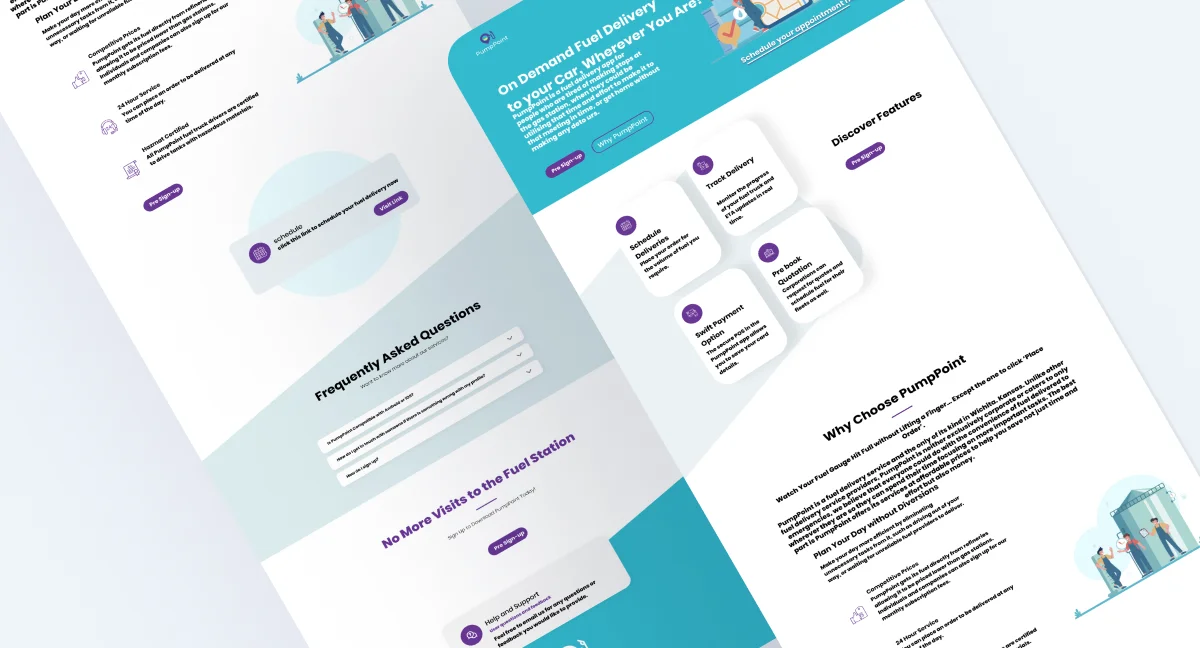 where
part is P
Plan Your D
Make your day more ef
unnecessary tasks from it,
way, or waiting for unreliable fuel pro
Competitive Prices
PumpPoint gets its fuel directly from refineries
allowing it to be priced lower than gas stations.
Individuals and companies can also sign up for our
monthly subscription fees.
24 Hour Service
You can place an order to be delivered at any
time of the day.
Hazmat Certified
All PumpPoint fuel truck drivers are certified
to drive tanks with hazardous materials.
Pre Sign-up
schedule
click this link to schedule your fuel delivery now
Visit Link
Frequently Asked Questions
Want to know more about our services?
Is PumpPoint Compatible with Android or iOS?
How do I get in touch with someone if there is something wrong with my profile?
How do I sign up?
No More Visits to the Fuel Station
Sign Up to Download PumpPoint Today!
Pre Sign-up
Help and Support
User questions and feedback
Feel free to email us for any questions or
feedback you would like to provide.
PumpPoint
On Demand Fuel Delivery
to your Car, Wherever You Are!
PumpPoint is a fuel delivery app for
people who are tired of making stops at
the gas station, when they could be
utilising that time and effort to make it to
that meeting in time, or get home without
making any detours.
Pre Sign-up
Why PumpPoint
Schedule your appointment n
Discover Features
Pre Sign-up
Track Delivery
Monitor the progress
of your fuel truck and
ETA updates in real
time.
Schedule
Deliveries
Place your order for
the volume of fuel you
require.
Pre book
Quotation
Corporations can
request for quotes and
schedule fuel for their
fleets as well.
Swift Payment
Option
The secure POS in the
PumpPoint app allows
you to save your card
details.
Why Choose PumpPoint
Watch Your Fuel Gauge Hit Full without Lifting a Finger... Except the one to click 'Place
Order'.
PumpPoint is a fuel delivery service and the only of its kind in Wichita, Kansas. Unlike other
fuel delivery service providers, PumpPoint is neither exclusively corporate or caters to only
emergencies, we believe that everyone could do with the convenience of fuel delivered to
wherever they are so they can spend their time focusing on more important tasks. The best
part is PumpPoint offers its services at affordable prices to help you save not just time and
effort but also money.
Plan Your Day without Diversions
Make your day more efficient by eliminating
unnecessary tasks from it, such as driving out of your
way, or waiting for unreliable fuel providers to deliver.
Competitive Prices
PumpPoint gets its fuel directly from refineries
allowing it to be priced lower than gas stations.
Individuals and companies can also sign up for our
monthly subscription fees.
24 Hour Service
You can place an order to be delivered at any
time of the day.